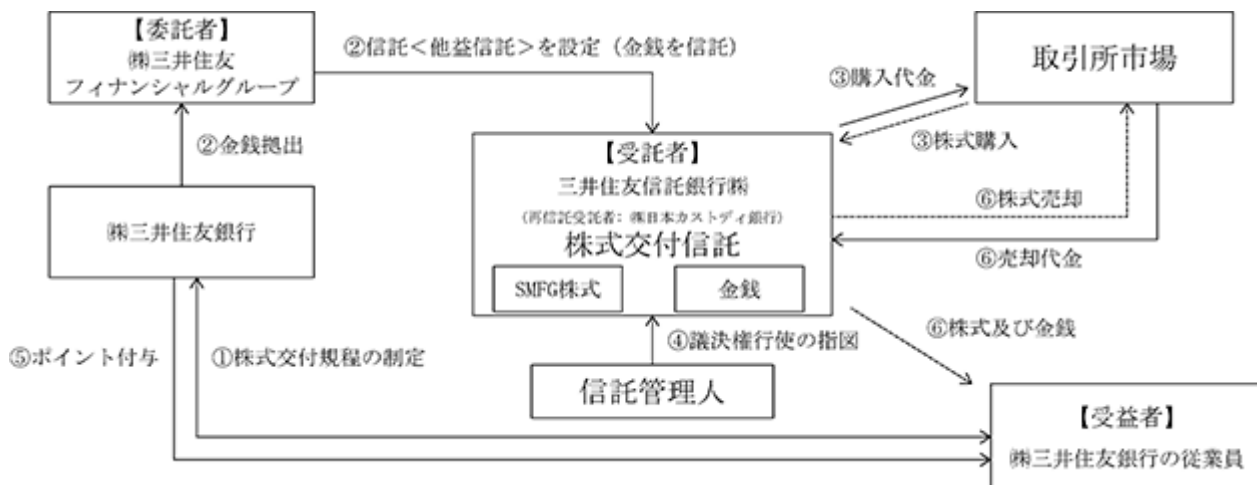 【委託者】
㈱三井住友
フィナンシャルグループ
②信託＜他益信託＞を設定（金銭を信託）
取引所市場
③購入代金
③株式購入
②金銭拠出
【受託者】
三井住友信託銀行㈱
(再信託受託者：㈱日本カストディ銀行)
株式交付信託
SMFG株式
金銭
⑥株式売却
⑥売却代金
㈱三井住友銀行
⑤ポイント付与
①株式交付規程の制定
④議決権行使の指図
⑥株式及び金銭
信託管理人
【受益者】
㈱三井住友銀行の従業員